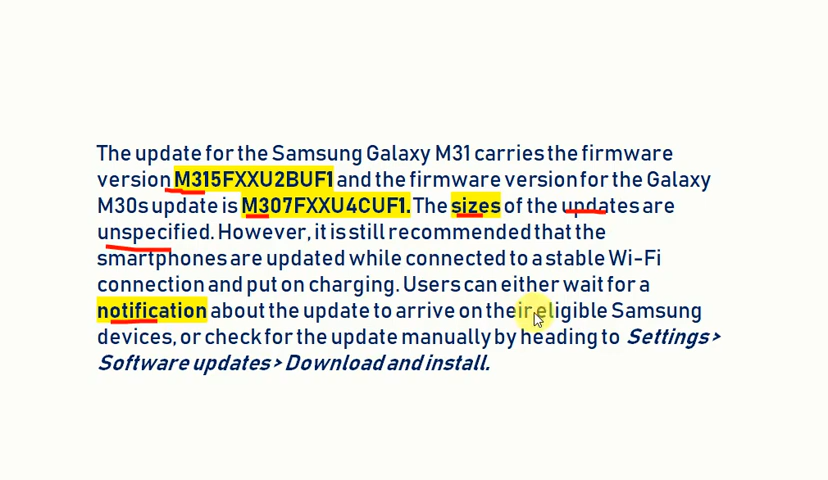 The update for the Samsung Galaxy M31 carries the firmware
version M315FXXU2BUF1 and the firmware version for the Galaxy
M30s update is M307FXXU4CUF1. The sizes of the updates are
unspecified. However, it is still recommended that the
smartphones are updated while connected to a stable Wi-Fi
connection and put on charging. Users can either wait for a
notification about the update to arrive on their eligible Samsung
devices, or check for the update manually by heading to Settings>
Software updates> Download and install.